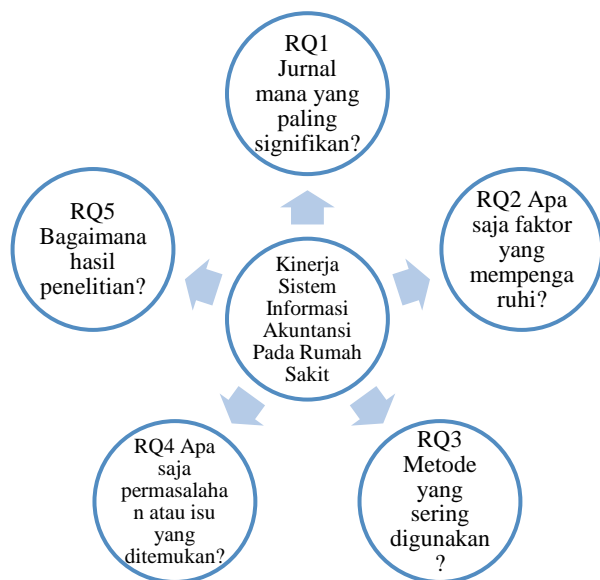 RQ1
Jurnal
mana yang
paling
signifikan?
RQ2 Apa
saja faktor
yang
mempenga
ruhi?
RQ3
Metode
yang
sering
digunakan
?
RQ4 Apa
saja
permasalaha
n atau isu
yang
ditemukan?
RQ5
Bagaimana
hasil
penelitian?
Kinerja
Sistem
Informasi
Akuntansi
Pada Rumah
Sakit